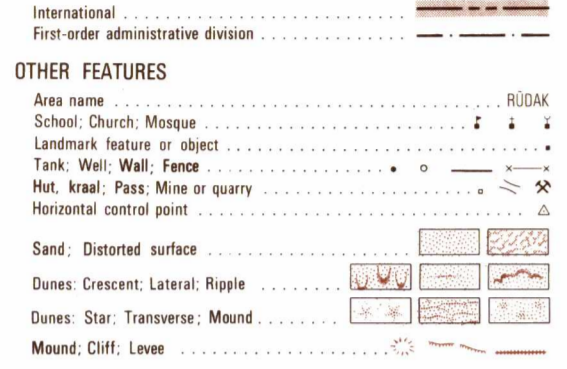 International
First-order administrative division
OTHER FEATURES
Area name RŪDAK
School; Church; Mosque
Landmark feature or object
Tank; Well; Wall; Fence
Hut, kraal; Pass; Mine or quarry
Horizontal control point
Sand; Distorted surface
Dunes: Crescent; Lateral; Ripple
Dunes: Star; Transverse; Mound
Mound; Cliff; Levee